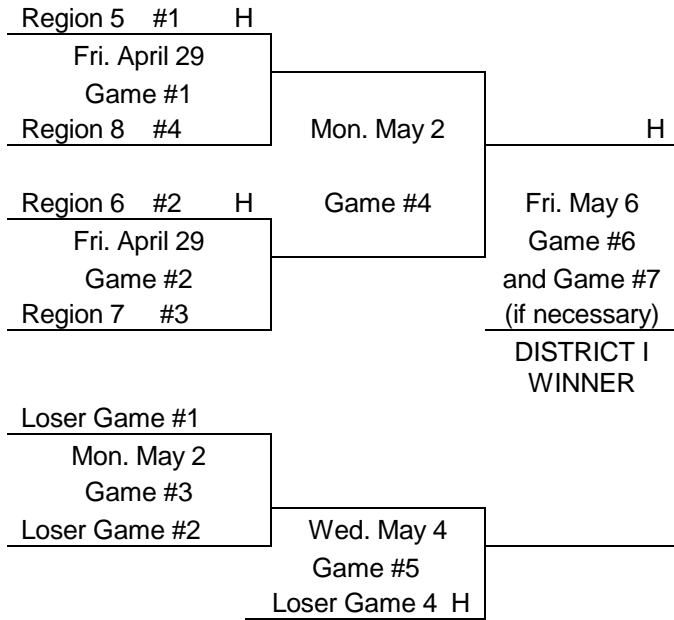 Region 5 #1 H
Fri. April 29
Game #1
Region 8 #4
Mon. May 2
H
Region 6 #2 H
Game #4
Fri. May 6
Fri. April 29
Game #6
Game #2
and Game #7
Region 7 #3
(if necessary)
DISTRICT I
WINNER
Loser Game #1
Mon. May 2
Game #3
Loser Game #2
Wed. May 4
Game #5
Loser Game 4 H